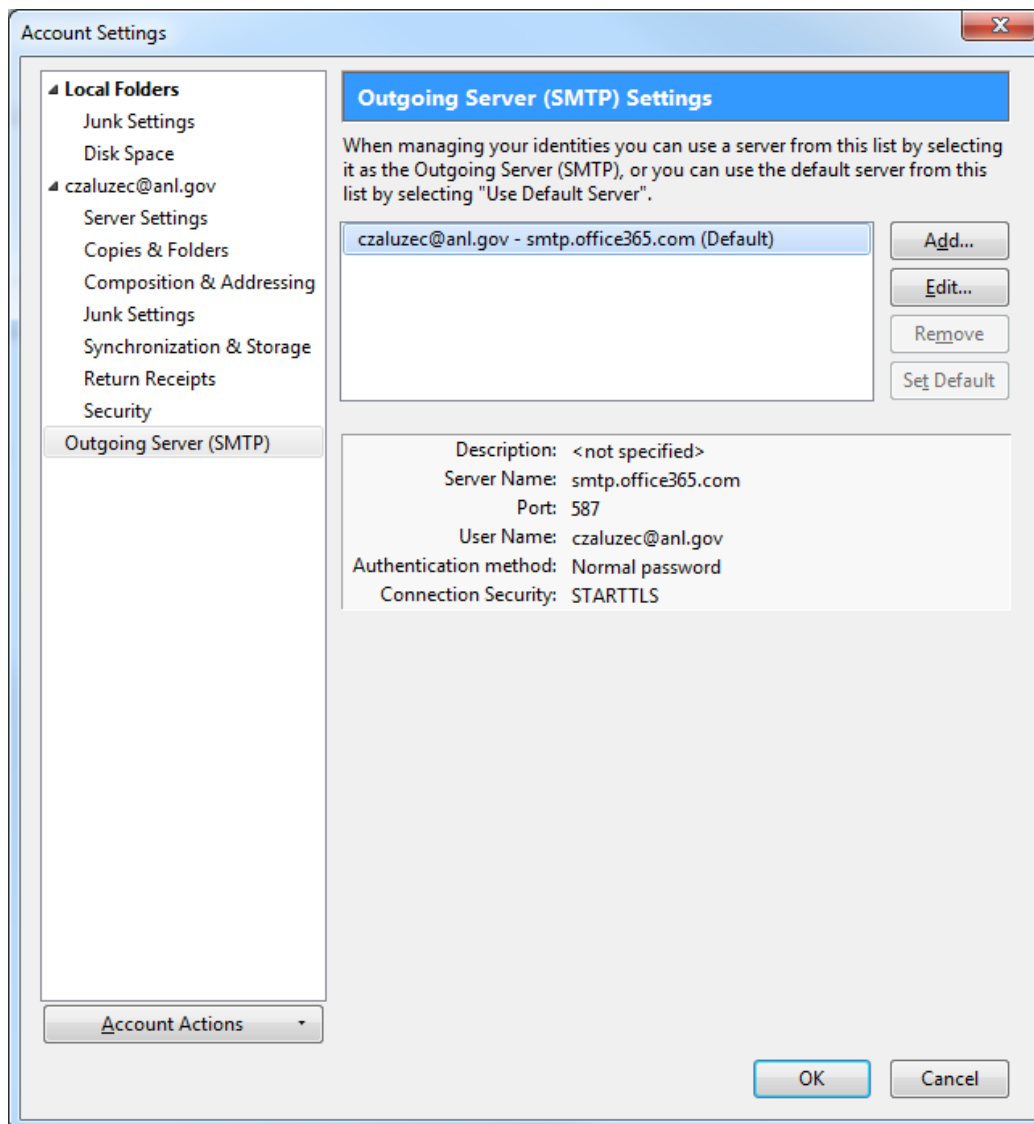 Account Settings
Local Folders
Junk Settings
Disk Space
czaluzec@anl.gov
Server Settings
Copies & Folders
Composition & Addressing
Junk Settings
Synchronization & Storage
Return Receipts
Security
Outgoing Server (SMTP)
Account Actions
Outgoing Server (SMTP) Settings
When managing your identities you can use a server from this list by selecting
it as the Outgoing Server (SMTP), or you can use the default server from this
list by selecting "Use Default Server".
czaluzec@anl.gov - smtp.office365.com (Default)
Add...
Edit...
Remove
Set Default
Description: <not specified>
Server Name: smtp.office365.com
Port: 587
User Name: czaluzec@anl.gov
Authentication method: Normal password
Connection Security: STARTTLS
OK
Cancel